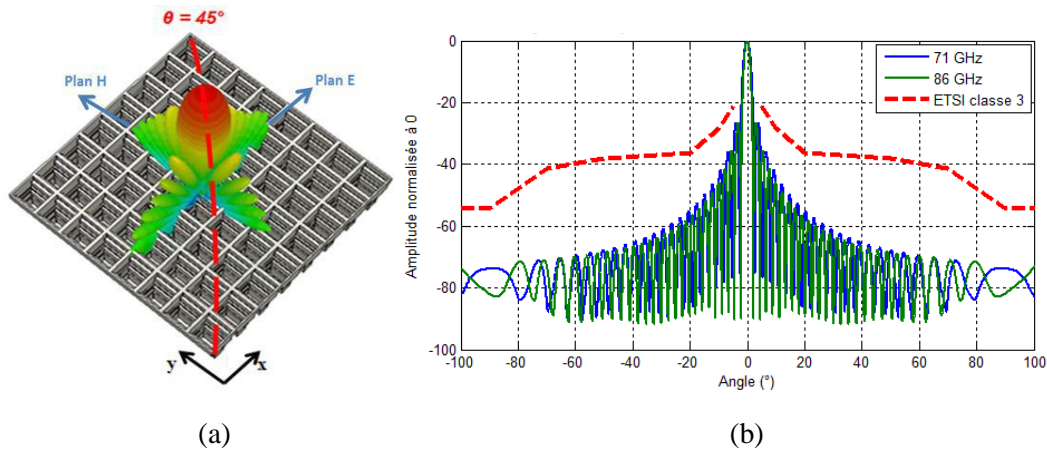 θ = 45°
Plan H
Plan E
y
x
(a)
Amplitude normalisée à 0
0
-20
-40
-60
-80
-100
-100
-80
-60
-40
-20
0
20
40
60
80
100
Angle (°)
71 GHz
86 GHz
ETSI classe 3
(b)